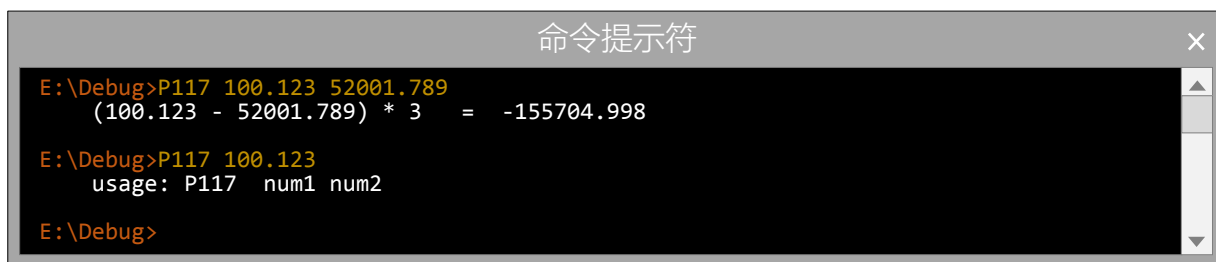 命令提示符
E:\Debug>P117 100.123 52001.789
(100.123 - 52001.789) * 3   =  -155704.998
E:\Debug>P117 100.123
usage: P117  num1 num2
E:\Debug>